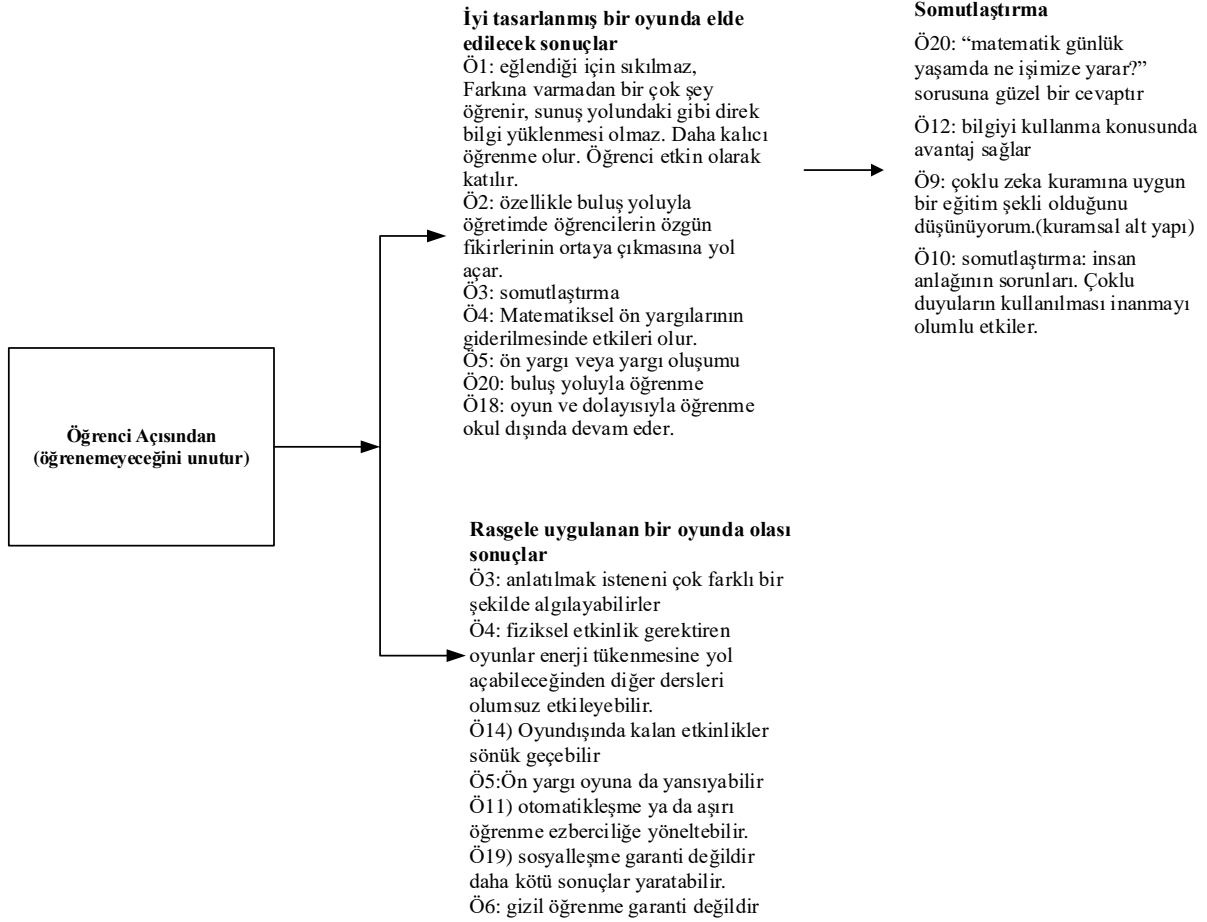 Öğrenci Açısından
(öğrenemeyeceğini unutur)
İyi tasarlanmış bir oyunda elde
edilecek sonuçlar
Ö1: eğlendiği için sıkılmaz,
Farkına varmadan bir çok şey
öğrenir, sunuş yolundaki gibi direk
bilgi yüklenmesi olmaz. Daha kalıcı
öğrenme olur. Öğrenci etkin olarak
katılır.
Ö2: özellikle buluş yoluyla
öğretimde öğrencilerin özgün
fikirlerinin ortaya çıkmasına yol
açar.
Ö3: somutlaştırma
Ö4: Matematiksel ön yargılarının
giderilmesinde etkileri olur.
Ö5: ön yargı veya yargı oluşumu
Ö20: buluş yoluyla öğrenme
Ö18: oyun ve dolayısıyla öğrenme
okul dışında devam eder.
Somutlaştırma
Ö20: “matematik günlük
yaşamda ne işimize yarar?”
sorusuna güzel bir cevaptır
Ö12: bilgiyi kullanma konusunda
avantaj sağlar
Ö9: çoklu zeka kuramına uygun
bir eğitim şekli olduğunu
düşünüyorum.(kuramsal alt yapı)
Ö10: somutlaştırma: insan
anlağının sorunları. Çoklu
duyuların kullanılması inanmayı
olumlu etkiler.
Rasgele uygulanan bir oyunda olası
sonuçlar
Ö3: anlatılmak isteneni çok farklı bir
şekilde algılayabilirler
Ö4: fiziksel etkinlik gerektiren
oyunlar enerji tükenmesine yol
açabileceğinden diğer dersleri
olumsuz etkileyebilir.
Ö14) Oyundışında kalan etkinlikler
sönük geçebilir
Ö5:Ön yargı oyuna da yansıyabilir
Ö11) otomatikleşme ya da aşırı
öğrenme ezberciliğe yöneltebilir.
Ö19) sosyalleşme garanti değildir
daha kötü sonuçlar yaratabilir.
Ö6: gizil öğrenme garanti değildir